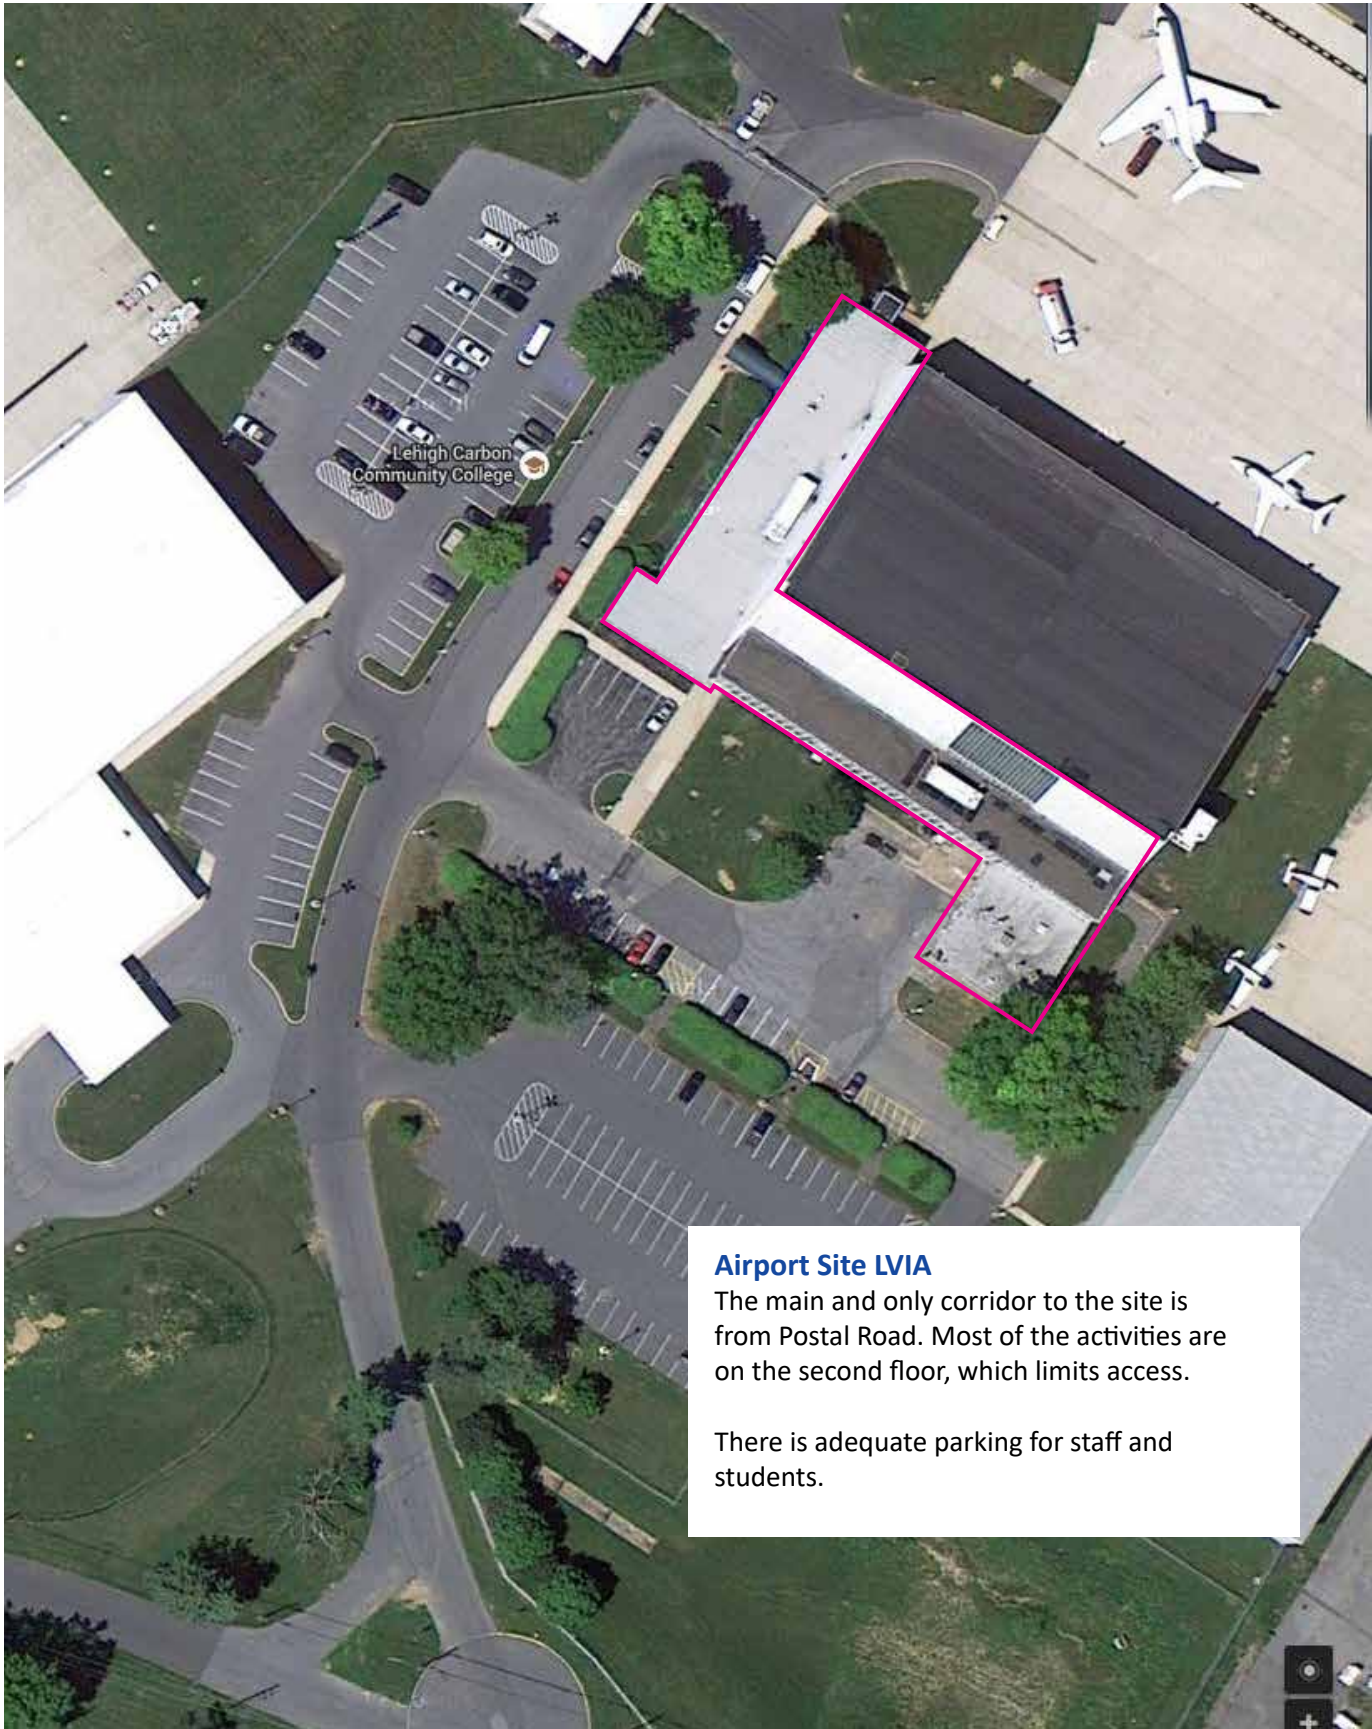 Lehigh Carbon
Community College
Airport Site LVIA
The main and only corridor to the site is
from Postal Road. Most of the activities are
on the second floor, which limits access.
There is adequate parking for staff and
students.